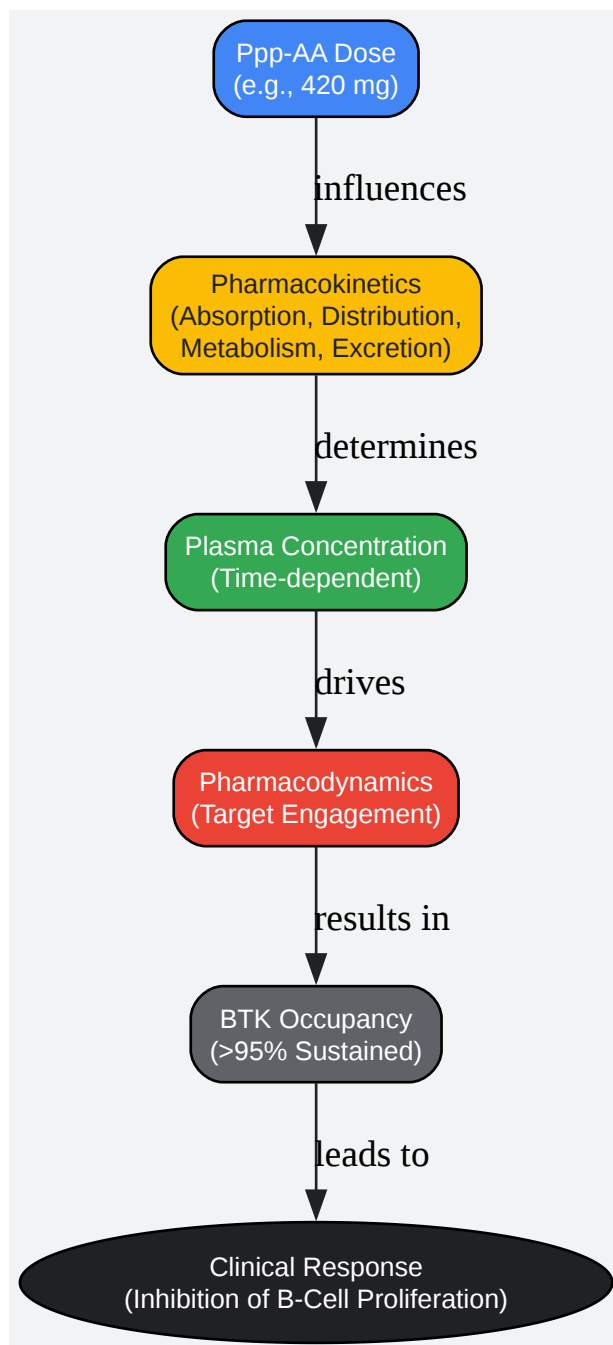 Ppp-AA Dose
(e.g., 420 mg)
influences
Pharmacokinetics
(Absorption, Distribution,
Metabolism, Excretion)
determines
Plasma Concentration
(Time-dependent)
drives
Pharmacodynamics
(Target Engagement)
results in
BTK Occupancy
(>95% Sustained)
leads to
Clinical Response
(Inhibition of B-Cell Proliferation)